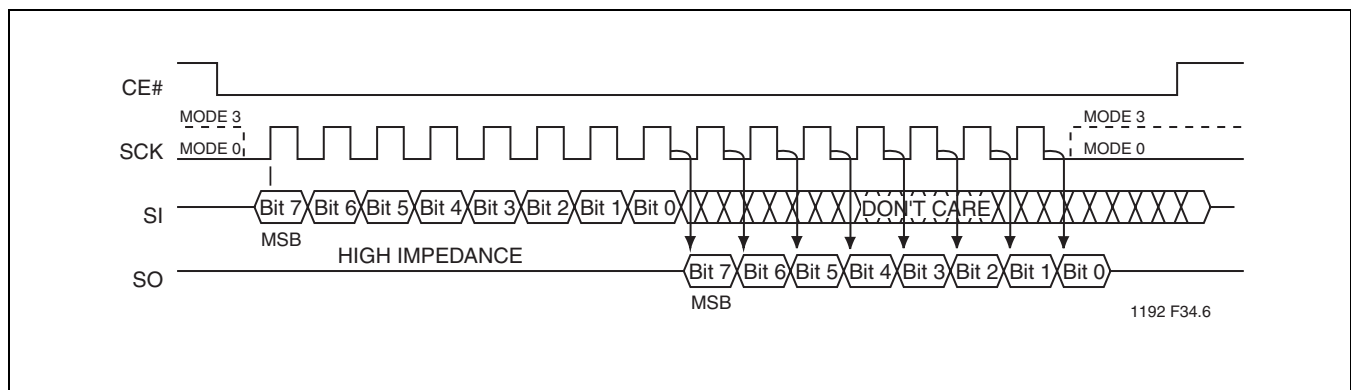 CE#
MODE 3 MODE 3
SCK MODE 0 MODE 0
SI Bit 7 Bit 6 Bit 5 Bit 4 Bit 3 Bit 2 Bit 1 Bit 0 DON'T CARE
MSB
HIGH IMPEDANCE
SO Bit 7 Bit 6 Bit 5 Bit 4 Bit 3 Bit 2 Bit 1 Bit 0
MSB
1192 F34.6